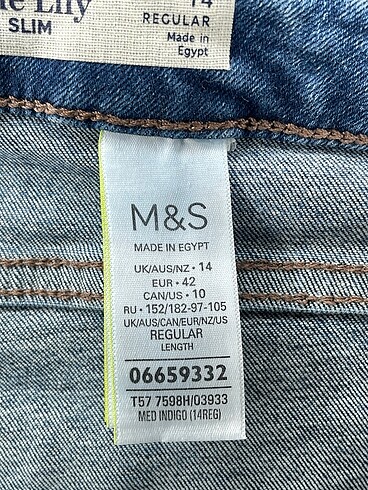 Lily
14
SLIM
REGULAR
Made in
Egypt
M&S
MADE IN EGYPT
UK/AUS/NZ • 14
EUR • 42
CAN/US • 10
RU • 152/182-97-105
UK/AUS/CAN/EUR/NZ/US
REGULAR
LENGTH
06659332
T57 7598H/03933
MED INDIGO (14REG)